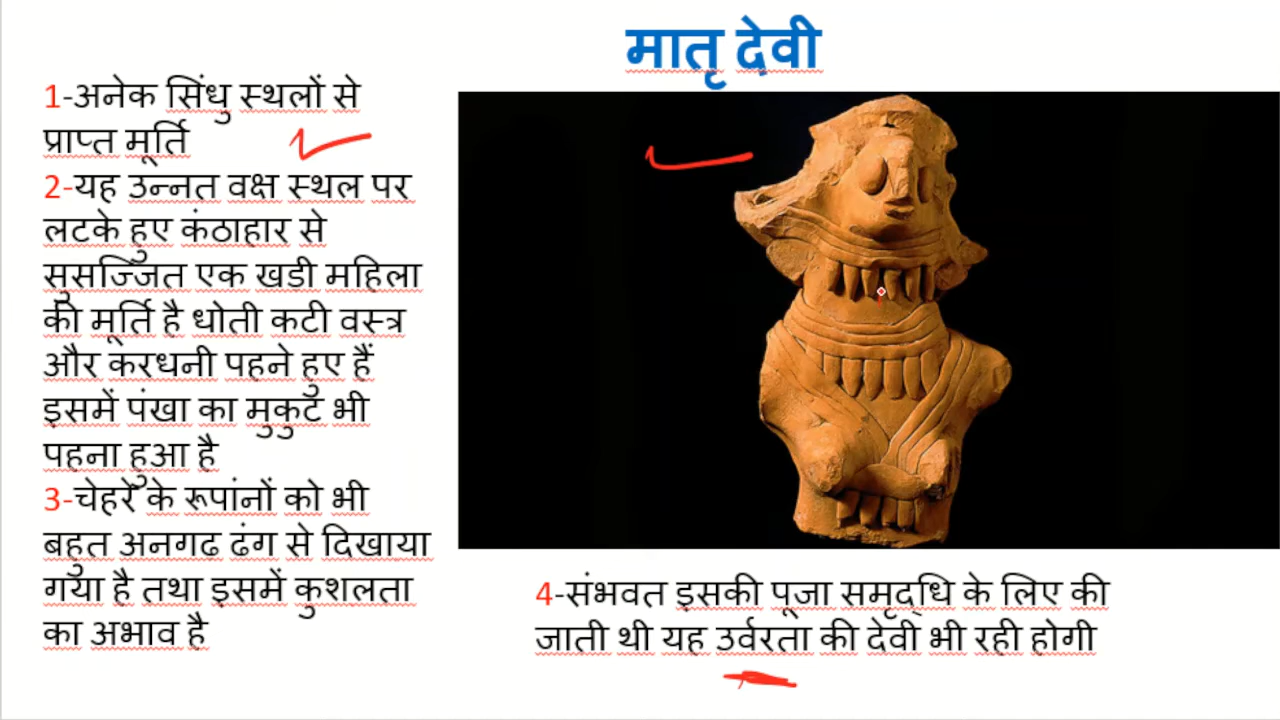 मातृ देवी
1-अनेक सिंधु स्थलों से
प्राप्त मूर्ति
2-यह उन्नत वक्ष स्थल पर
लटके हुए कंठाहार से
सुसज्जित एक खडी महिला
की मूर्ति है धोती कटी वस्त्र
और करधनी पहने हुए हैं
इसमें पंखा का मुकुट भी
पहना हुआ है
3-चेहरे के रूपांनों को भी
बहुत अनगढ ढंग से दिखाया
गया है तथा इसमें कुशलता
का अभाव है
4-संभवत इसकी पूजा समृद्धि के लिए की
जाती थी यह उर्वरता की देवी भी रही होगी